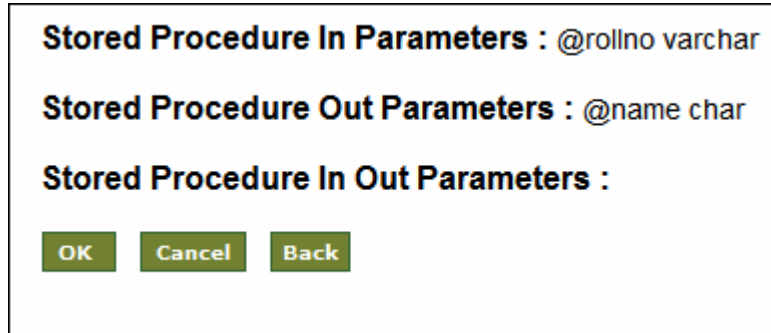 Stored Procedure In Parameters : @rollno varchar
Stored Procedure Out Parameters : @name char
Stored Procedure In Out Parameters :
OK Cancel Back